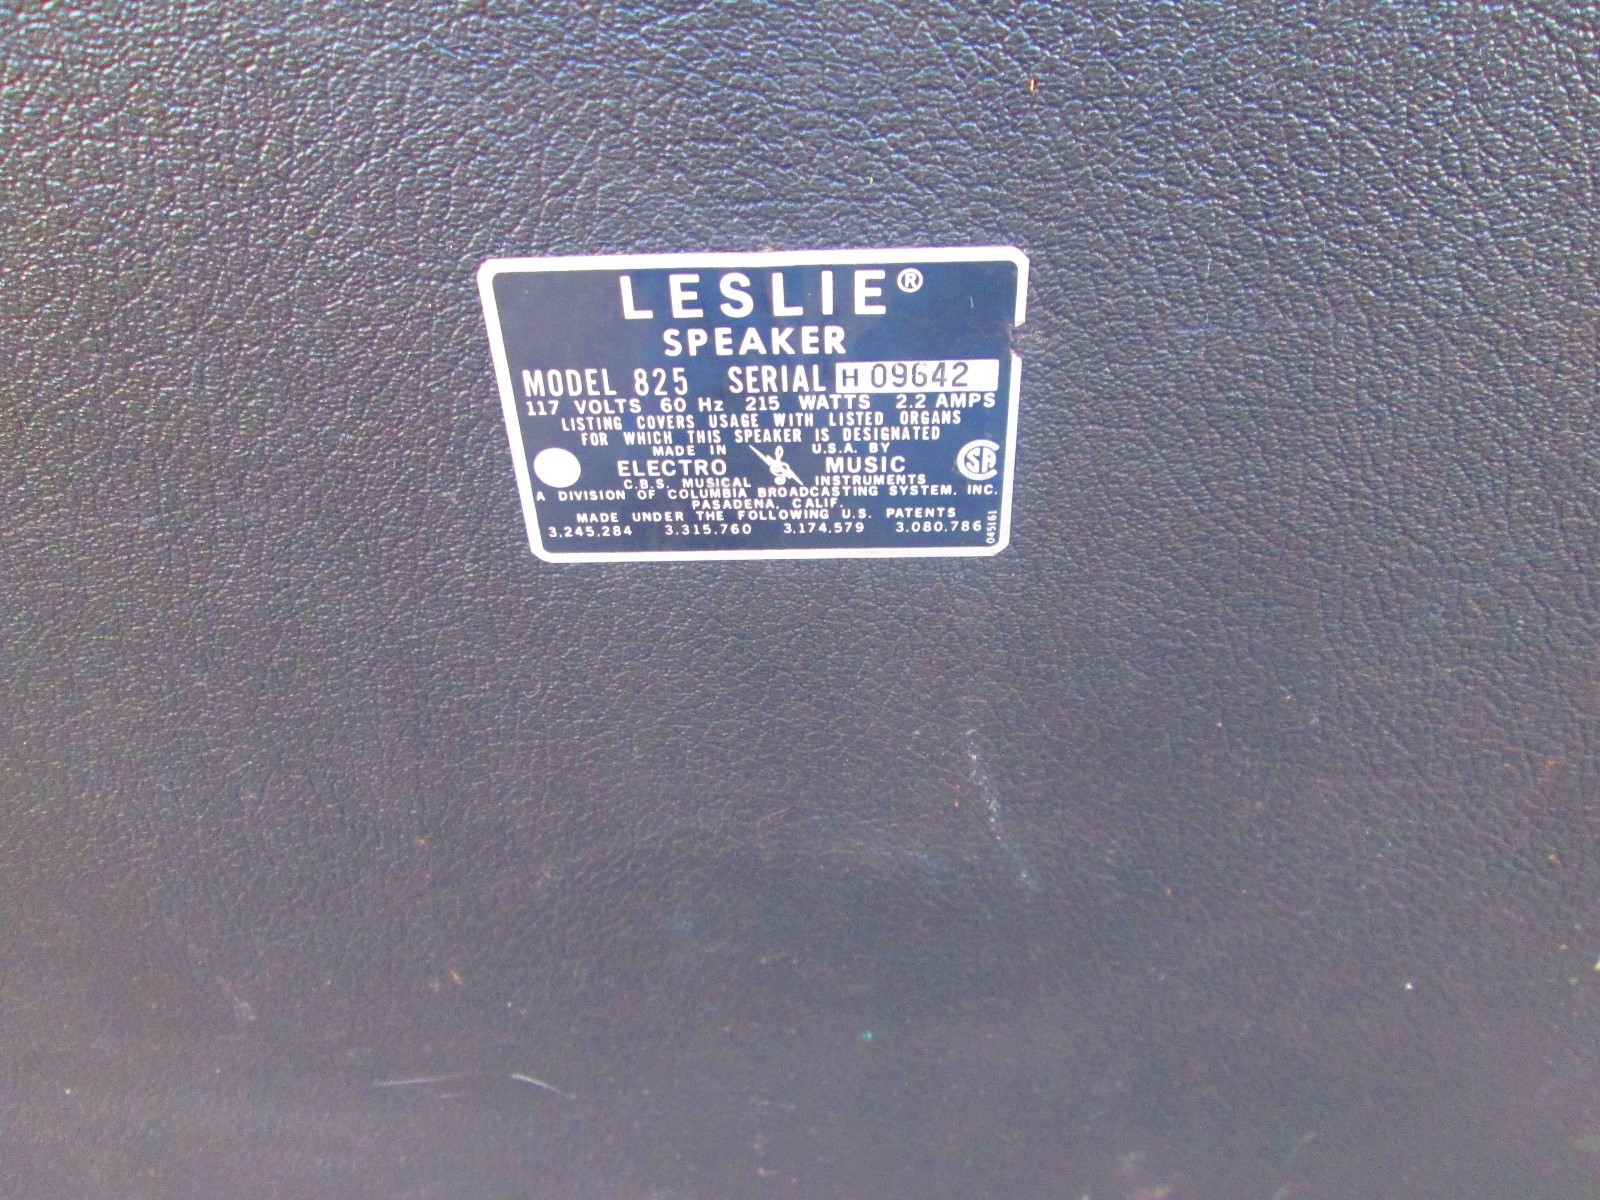 LESLIE®
SPEAKER
MODEL 825 SERIAL H 09642
117 VOLTS 60 Hz 215 WATTS 2.2 AMPS
LISTING COVERS USAGE WITH LISTED ORGANS
FOR WHICH THIS SPEAKER IS DESIGNATED
MADE IN U.S.A. BY
ELECTRO MUSIC
C.B.S. MUSICAL INSTRUMENTS
A DIVISION OF COLUMBIA BROADCASTING SYSTEM, INC.
PASADENA, CALIF.
MADE UNDER THE FOLLOWING U.S. PATENTS
3,245,284 3,315,760 3,174,579 3,080,786
SA
045161